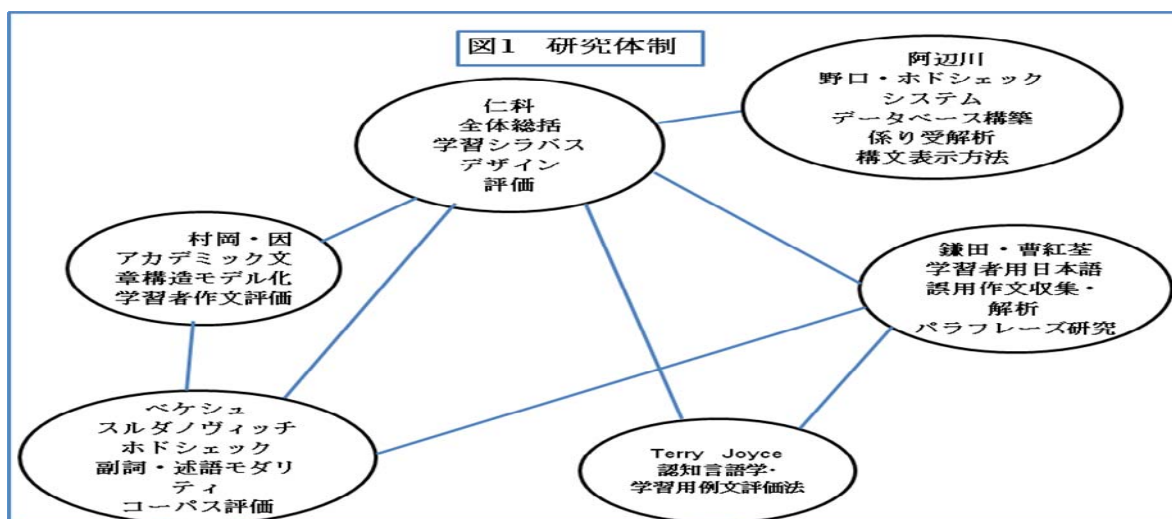 図1 研究体制
仁科
全体総括
学習シラバス
デザイン
評価
阿辺川
野口・ホドシェック
システム
データベース構築
係り受解析
構文表示方法
村岡・因
アカデミック文
章構造モデル化
学習者作文評価
鎌田・曹紅荃
学習者用日本語
誤用作文収集・
解析
パラフレーズ研究
ベケシュ
スルダノヴィッチ
ホドシェック
副詞・述語モダリ
ティ
コーパス評価
Terry Joyce
認知言語学・
学習用例文評価法